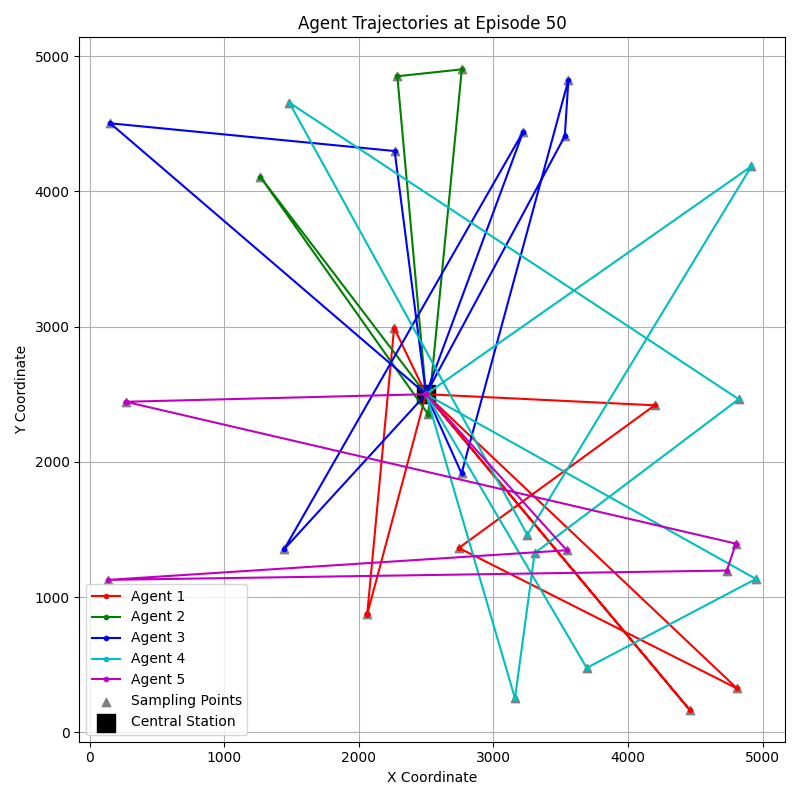 Agent Trajectories at Episode 50
Y Coordinate
5000
4000
3000
2000
1000
0
Agent 1
Agent 2
Agent 3
Agent 4
Agent 5
Sampling Points
Central Station
0 1000 2000 3000 4000 5000
X Coordinate